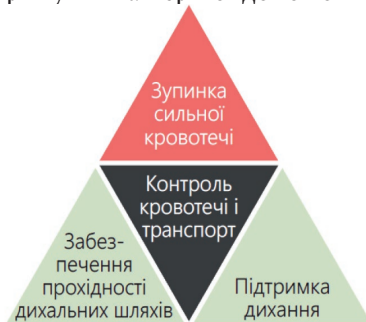 Зупинка
сильної
кровотечі
Контроль
кровотечі і
транспорт
Забез-
печення
прохідності
дихальних шляхів
Підтримка
дихання